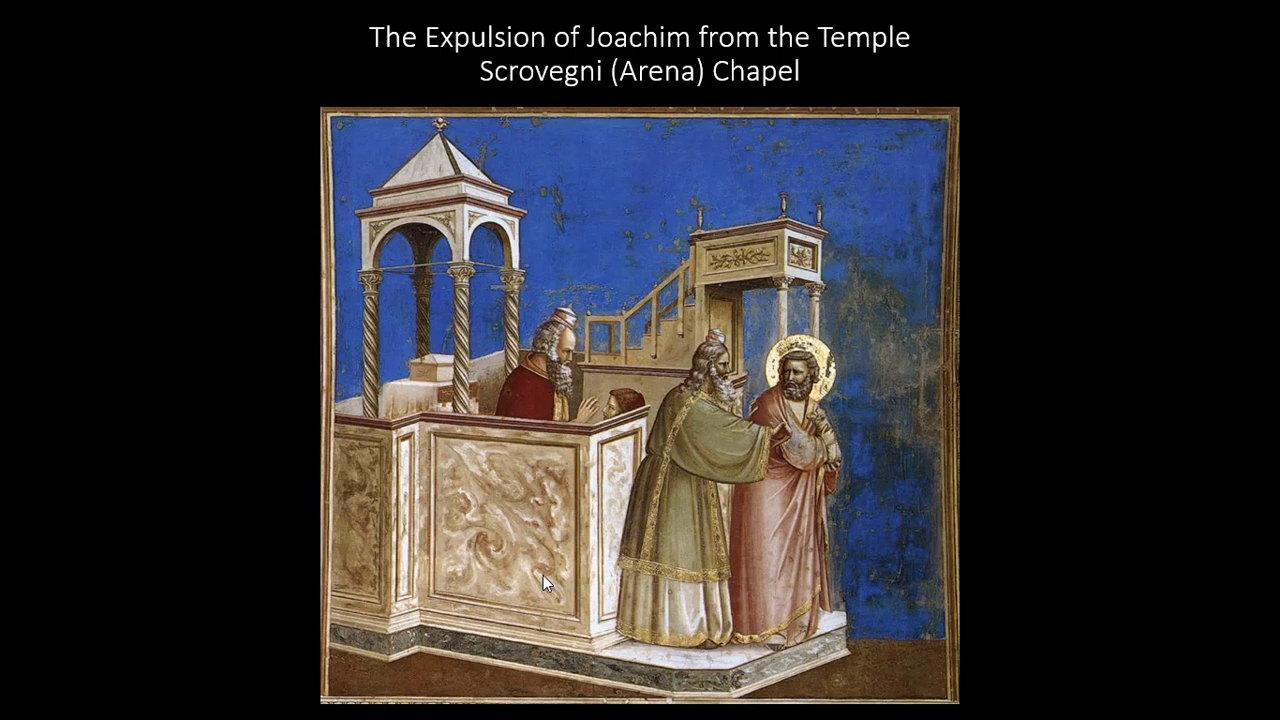 The Expulsion of Joachim from the Temple
Scrovegni (Arena) Chapel